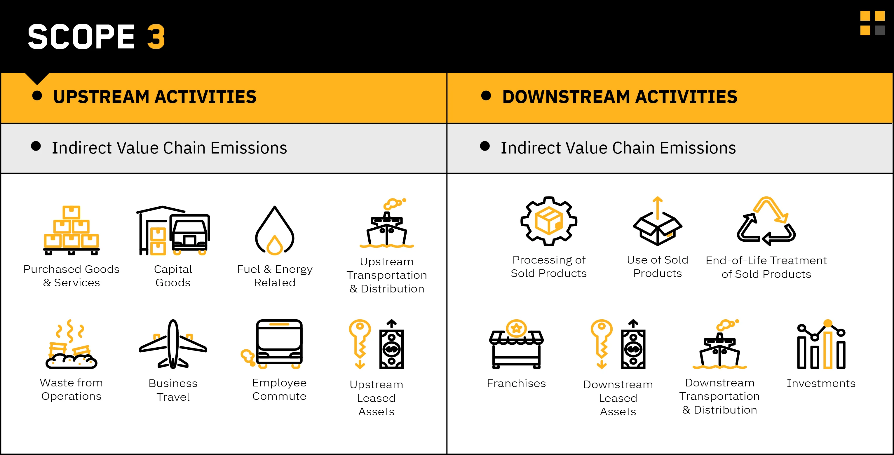 SCOPE 3
UPSTREAM ACTIVITIES
Indirect Value Chain Emissions
Purchased Goods
& Services
Capital
Goods
Fuel & Energy
Related
Upstream
Transportation
& Distribution
Waste from
Operations
Business
Travel
Employee
Commute
Upstream
Leased
Assets
DOWNSTREAM ACTIVITIES
Indirect Value Chain Emissions
Processing of
Sold Products
Use of Sold
Products
End-of-Life Treatment
of Sold Products
Franchises
Downstream
Leased
Assets
Downstream
Transportation
& Distribution
Investments